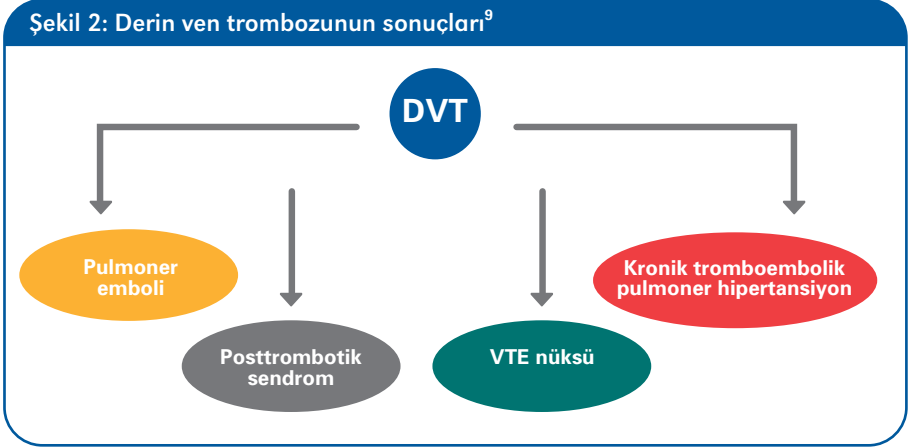 Şekil 2: Derin ven trombozunun sonuçları⁹
DVT
Pulmoner
emboli
Posttrombotik
sendrom
VTE nüksü
Kronik tromboembolik
pulmoner hipertansiyon